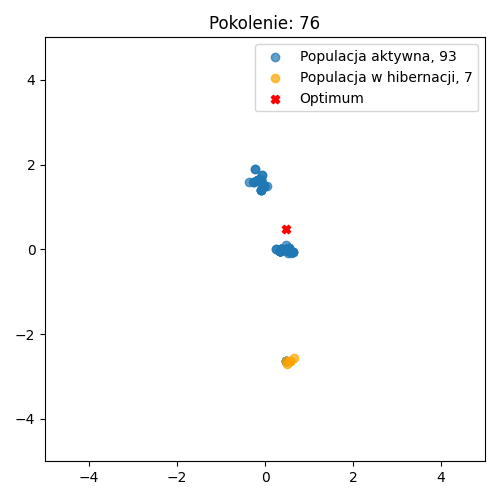 Pokolenie: 76
Populacja aktywna, 93
Populacja w hibernacji, 7
Optimum
4
2
0
−2
−4
−4
−2
0
2
4